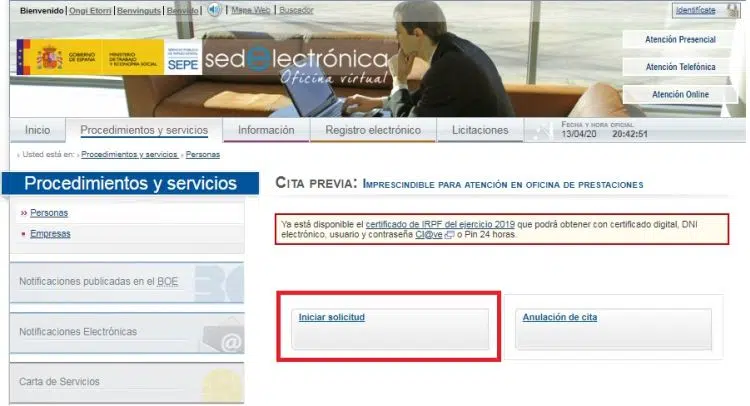 Bienvenido | Ongi Etorri | Benvinguts | Benvido | | Mapa Web | Buscador
Identifícate
Atención Presencial
Atención Telefónica
Atención Online
GOBIERNO
DE ESPAÑA
MINISTERIO
DE TRABAJO
Y ECONOMÍA SOCIAL
SERVICIO PÚBLICO
DE EMPLEO ESTATAL
SEPE
sedelectrónica
Oficina virtual
Inicio
Procedimientos y servicios
Información
Registro electrónico
Licitaciones
FECHA Y HORA OFICIAL
13/04/20 20:42:51
Usted está en: Procedimientos y servicios Personas
Procedimientos y servicios
Personas
Empresas
Notificaciones publicadas en el BOE
Notificaciones Electrónicas
Carta de Servicios
CITA PREVIA: IMPRESCINDIBLE PARA ATENCIÓN EN OFICINA DE PRESTACIONES
Ya está disponible el certificado de IRPF del ejercicio 2019 que podrá obtener con certificado digital, DNI
electrónico, usuario y contraseña Cl@ve o Pin 24 horas.
Iniciar solicitud
Anulación de cita